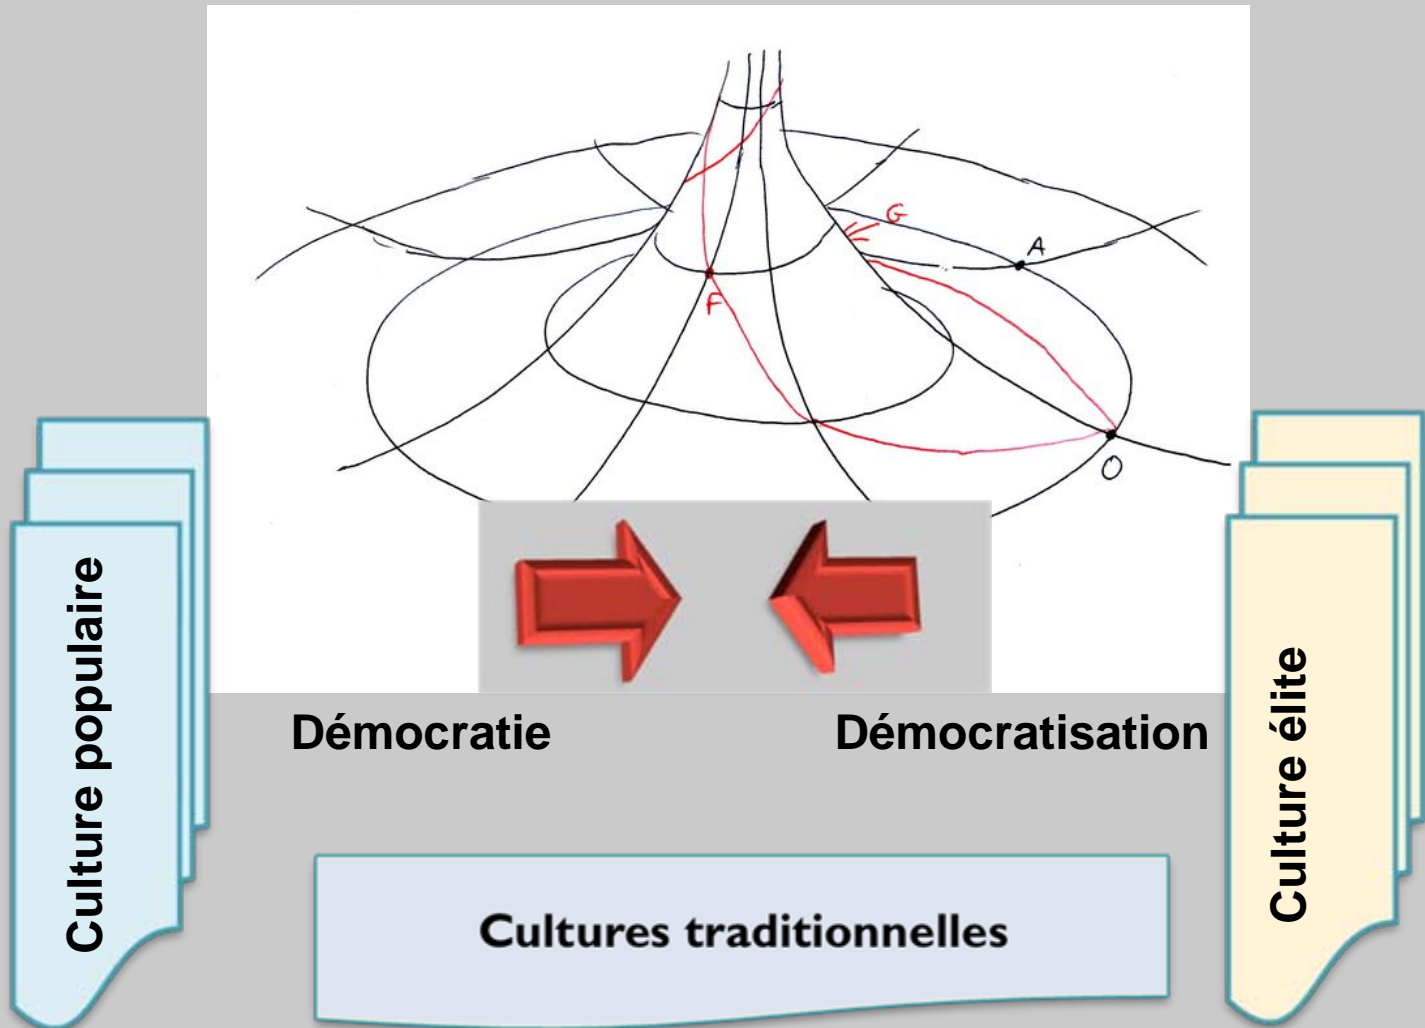 G
A
F
O
Culture populaire
Démocratie
Démocratisation
Culture élite
Cultures traditionnelles